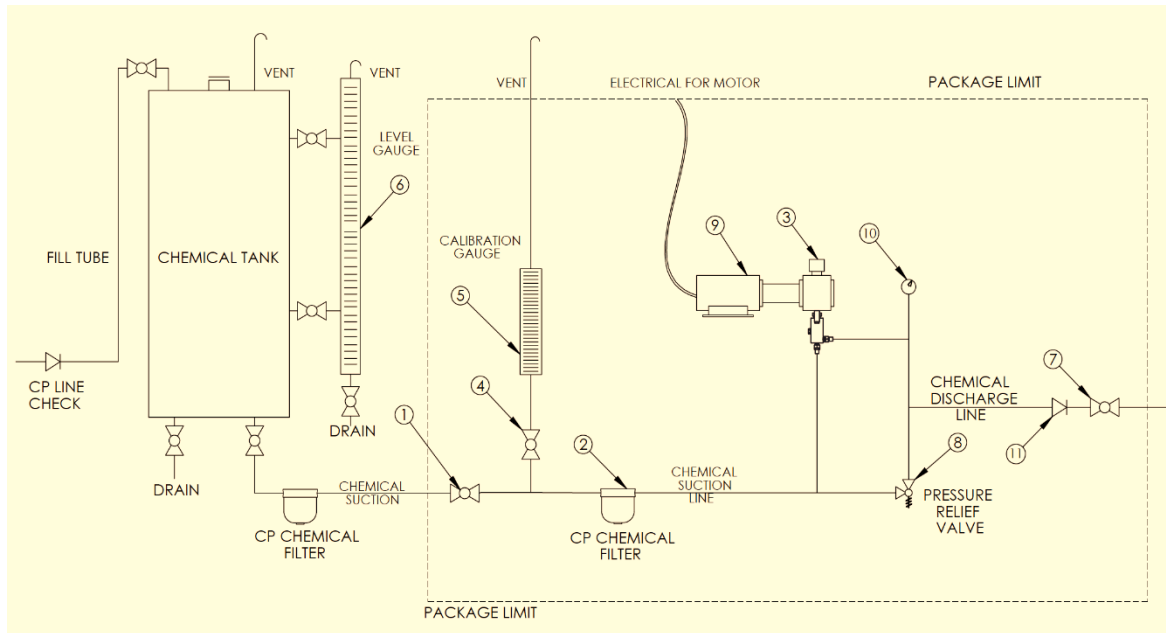 VENT
VENT
VENT
ELECTRICAL FOR MOTOR
PACKAGE LIMIT
LEVEL
GAUGE
6
3
9
10
FILL TUBE
CHEMICAL TANK
CALIBRATION
GAUGE
5
CP LINE
CHECK
4
7
CHEMICAL
DISCHARGE
LINE
1
DRAIN
2
11
8
DRAIN
CHEMICAL
SUCTION
CHEMICAL
SUCTION
LINE
PRESSURE
RELIEF
VALVE
CP CHEMICAL
FILTER
CP CHEMICAL
FILTER
PACKAGE LIMIT